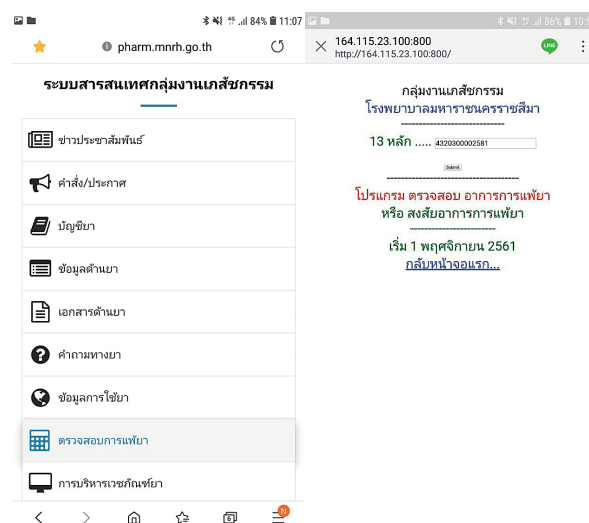 84% 11:07
pharm.mnrh.go.th
ระบบสารสนเทศกลุ่มงานเภสัชกรรม
ข่าวประชาสัมพันธ์
คำสั่ง/ประกาศ
บัญชียา
ข้อมูลด้านยา
เอกสารด้านยา
คำถามทางยา
ข้อมูลการใช้ยา
ตรวจสอบการแพ้ยา
การบริหารเวชภัณฑ์ยา
6
N
86%
164.115.23.100:800
http://164.115.23.100:800/
LINE
กลุ่มงานเภสัชกรรม
โรงพยาบาลมหาราชนครราชสีมา
-----------------------------
13 หลัก ..... 4320300002581
Submit
-------------------------------------
โปรแกรม ตรวจสอบ อาการการแพ้ยา
หรือ สงสัยอาการการแพ้ยา
------------------------
เริ่ม 1 พฤศจิกายน 2561
กลับหน้าจอแรก...